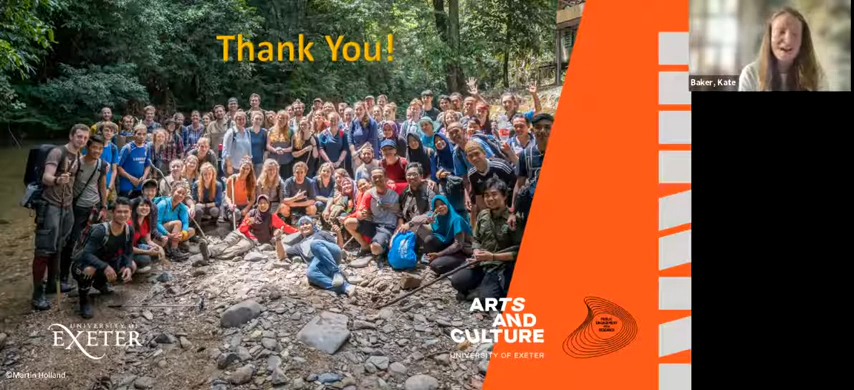 Thank You!
Baker, Kate
UNIVERSITY OF
EXETER
ARTS
AND
CULTURE
UNIVERSITY OF EXETER
©Martin Holland